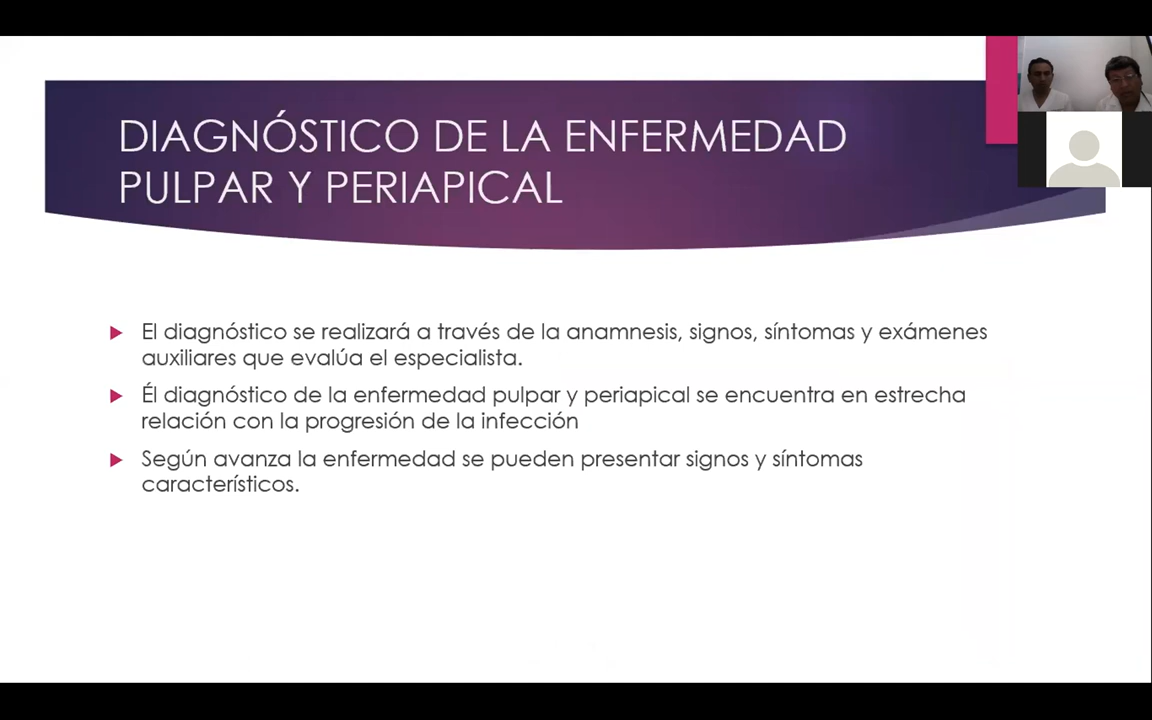 DIAGNÓSTICO DE LA ENFERMEDAD
PULPAR Y PERIAPICAL
El diagnóstico se realizará a través de la anamnesis, signos, síntomas y exámenes
auxiliares que evalúa el especialista.
Él diagnóstico de la enfermedad pulpar y periapical se encuentra en estrecha
relación con la progresión de la infección
Según avanza la enfermedad se pueden presentar signos y síntomas
característicos.